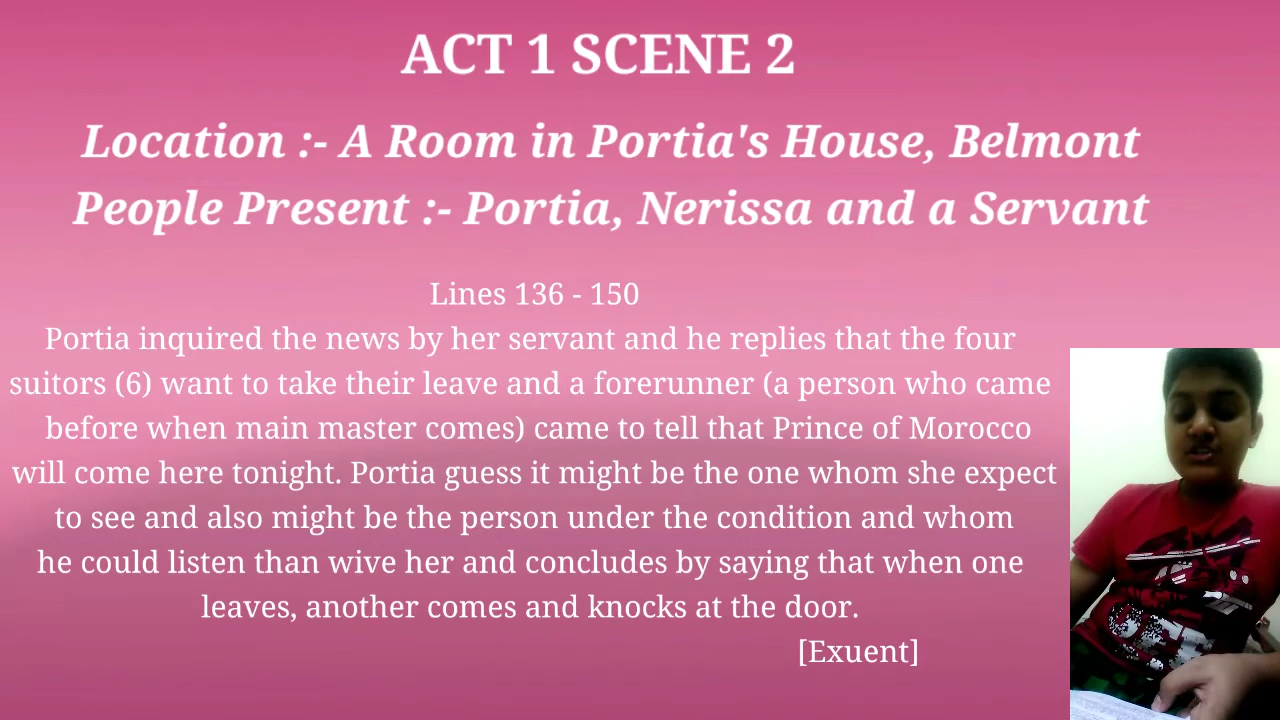 ACT 1 SCENE 2
Location :- A Room in Portia's House, Belmont
People Present :- Portia, Nerissa and a Servant
Lines 136 - 150
Portia inquired the news by her servant and he replies that the four
suitors (6) want to take their leave and a forerunner (a person who came
before when main master comes) came to tell that Prince of Morocco
will come here tonight. Portia guess it might be the one whom she expect
to see and also might be the person under the condition and whom
he could listen than wive her and concludes by saying that when one
leaves, another comes and knocks at the door.
[Exuent]